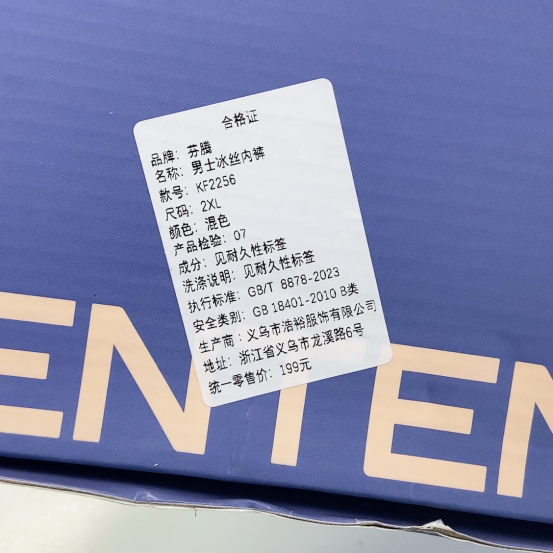 合格证
品牌：芬腾
名称：男士冰丝内裤
款号：KF2256
尺码：2XL
颜色：混色
产品检验：07
成分：见耐久性标签
洗涤说明：见耐久性标签
执行标准：GB/T 8878-2023
安全类别：GB 18401-2010 B类
生产商：义乌市浩裕服饰有限公司
地址：浙江省义乌市龙溪路6号
统一零售价：199元
ENTEN